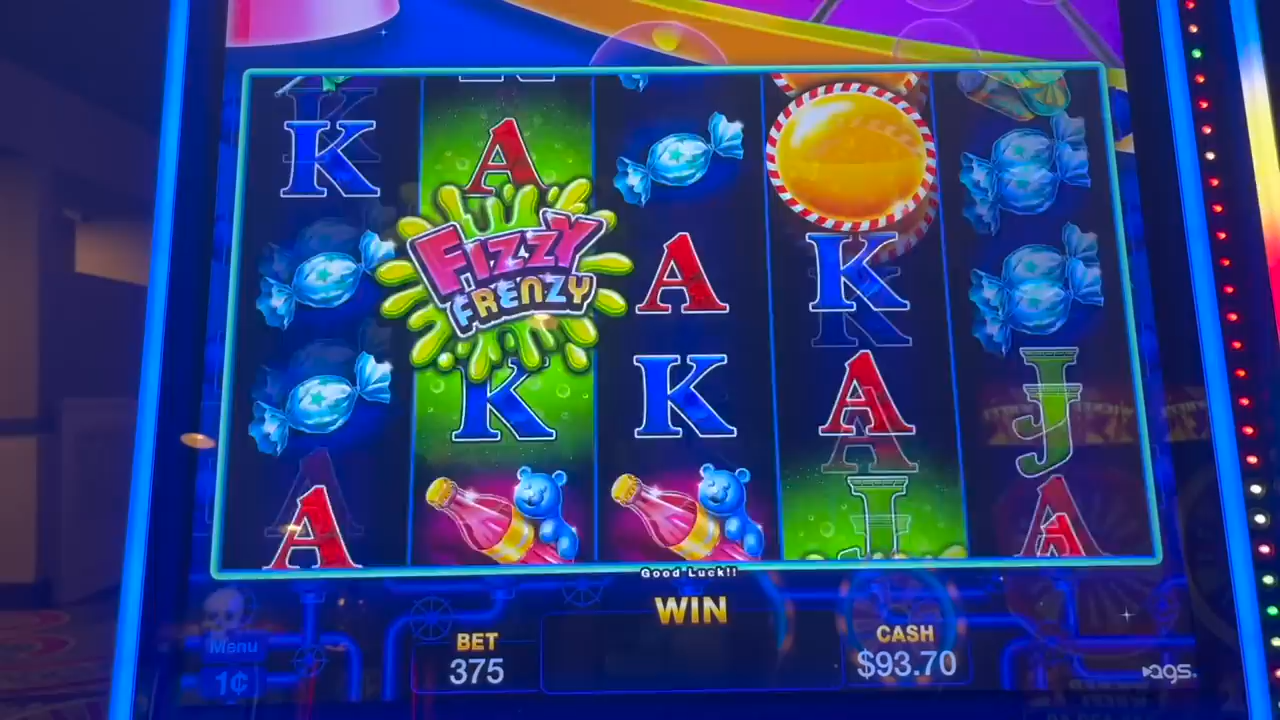 K
A
FIZZY
FRENZY
A
K
K
K
A
J
A
J
A
Good Luck!!
WIN
BET
375
CASH
$93.70
Menu
1¢
ags